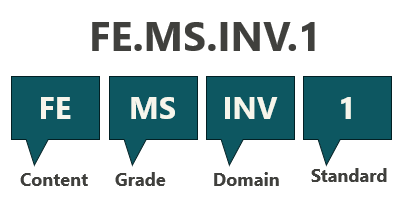 FE.MS.INV.1
FE MS INV 1
Content Grade Domain Standard